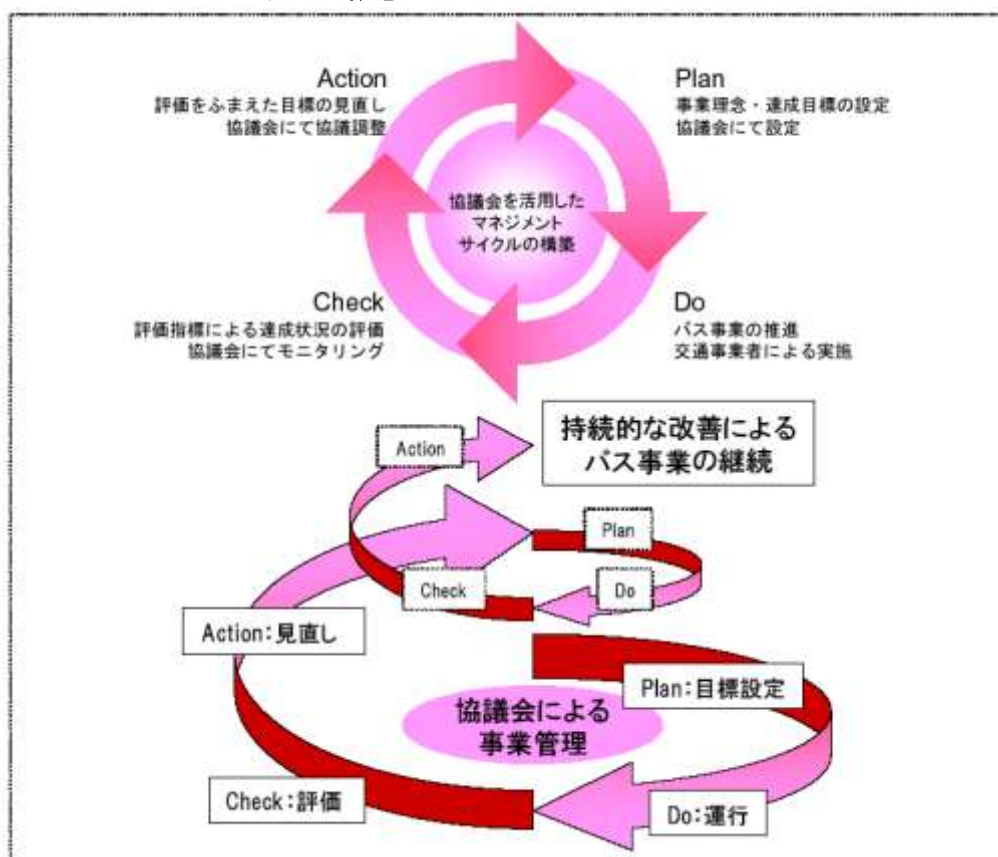 Action
評価をふまえた目標の見直し
協議会にて協議調整
Plan
事業理念・達成目標の設定
協議会にて設定
協議会を活用した
マネジメント
サイクルの構築
Check
評価指標による達成状況の評価
協議会にてモニタリング
Do
バス事業の推進
交通事業者による実施
持続的な改善による
バス事業の継続
Action
Plan
Check
Do
Action:見直し
Plan:目標設定
協議会による
事業管理
Check:評価
Do:運行